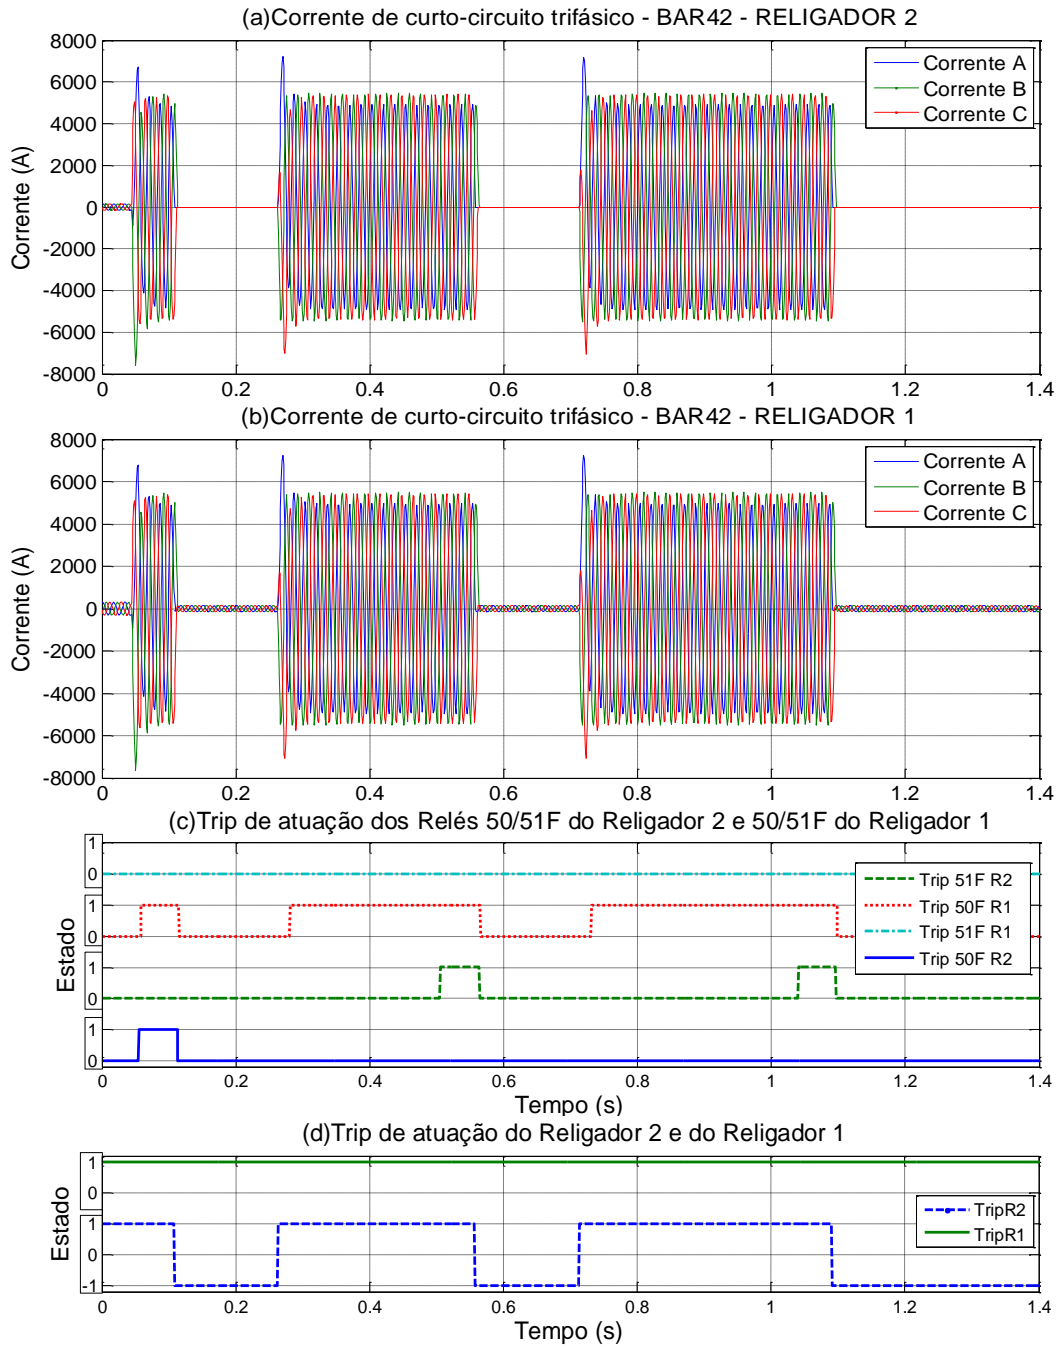 (a)Corrente de curto-circuito trifásico - BAR42 - RELIGADOR 2
8000
6000
4000
2000
0
-2000
-4000
-6000
-8000
Corrente (A)
Corrente A
Corrente B
Corrente C
0 0.2 0.4 0.6 0.8 1 1.2 1.4
(b)Corrente de curto-circuito trifásico - BAR42 - RELIGADOR 1
8000
6000
4000
2000
0
-2000
-4000
-6000
-8000
Corrente (A)
Corrente A
Corrente B
Corrente C
0 0.2 0.4 0.6 0.8 1 1.2 1.4
(c)Trip de atuação dos Relés 50/51F do Religador 2 e 50/51F do Religador 1
1
0
1
0
1
0
1
0
Estado
Trip 51F R2
Trip 50F R1
Trip 51F R1
Trip 50F R2
0 0.2 0.4 0.6 0.8 1 1.2 1.4
Tempo (s)
(d)Trip de atuação do Religador 2 e do Religador 1
1
0
1
0
-1
Estado
TripR2
TripR1
0 0.2 0.4 0.6 0.8 1 1.2 1.4
Tempo (s)